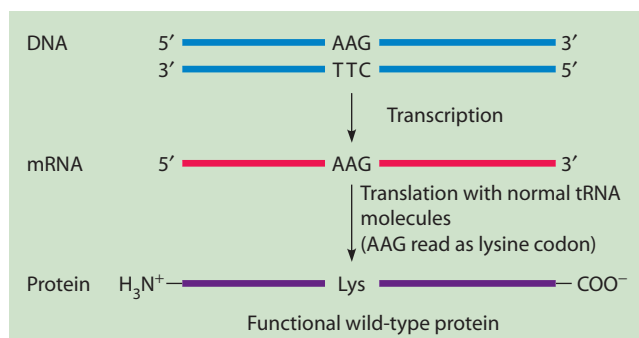 DNA 5′ AAG 3′
3′ TTC 5′
Transcription
mRNA 5′ AAG 3′
Translation with normal tRNA
molecules
(AAG read as lysine codon)
Protein H₃N⁺ Lys COO⁻
Functional wild-type protein